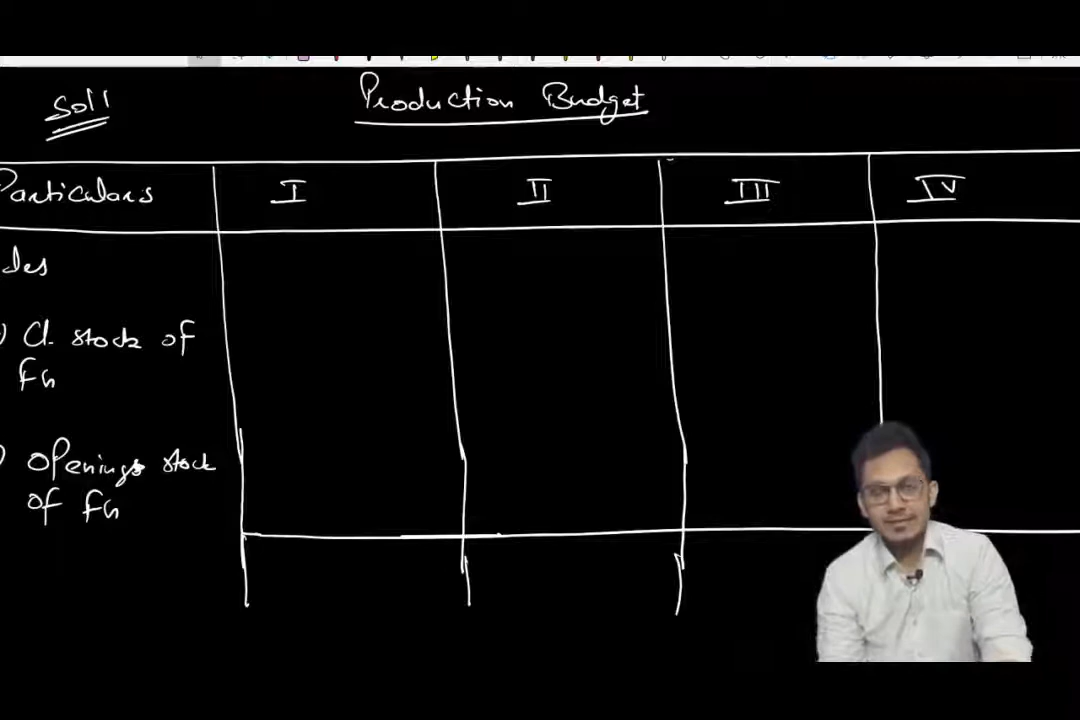 Sol!
Production Budget
Particulars I II III IV
des
) Cl. stock of
FG
) Opening stock
of FG